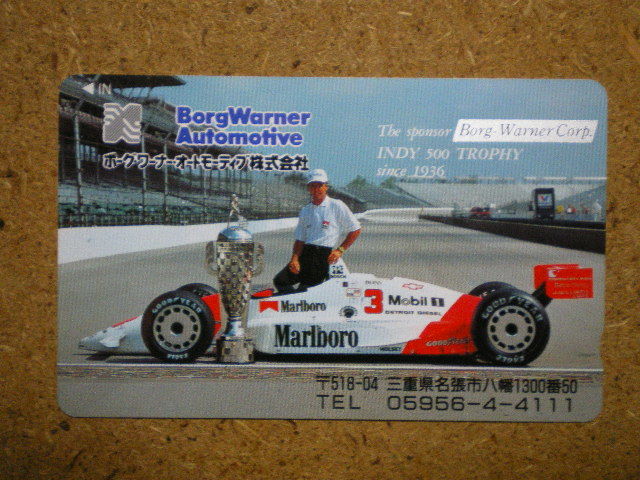 ◀IN
BorgWarner
Automotive
ボーグ・ワーナー・オートモーティブ株式会社
The sponsor Borg-Warner Corp.
INDY 500 TROPHY
since 1936
Marlboro
3
Mobil 1
DETROIT DIESEL
Marlboro
GOODYEAR
GOODYEAR
BOSCH
〒518-04 三重県名張市八幡1300番50
TEL 05956-4-4111